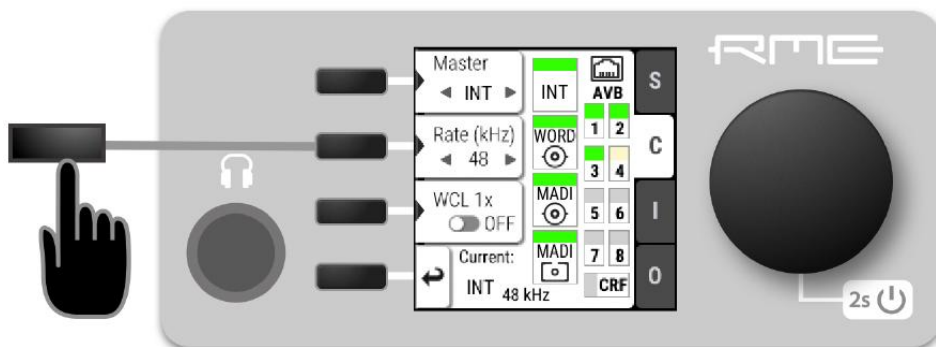 RME
Master
INT
INT
AVB
S
Rate (kHz)
48
WORD
1 2
C
3 4
WCL 1x
OFF
MADI
5 6
I
Current:
INT 48 kHz
MADI
7 8
CRF
O
2s